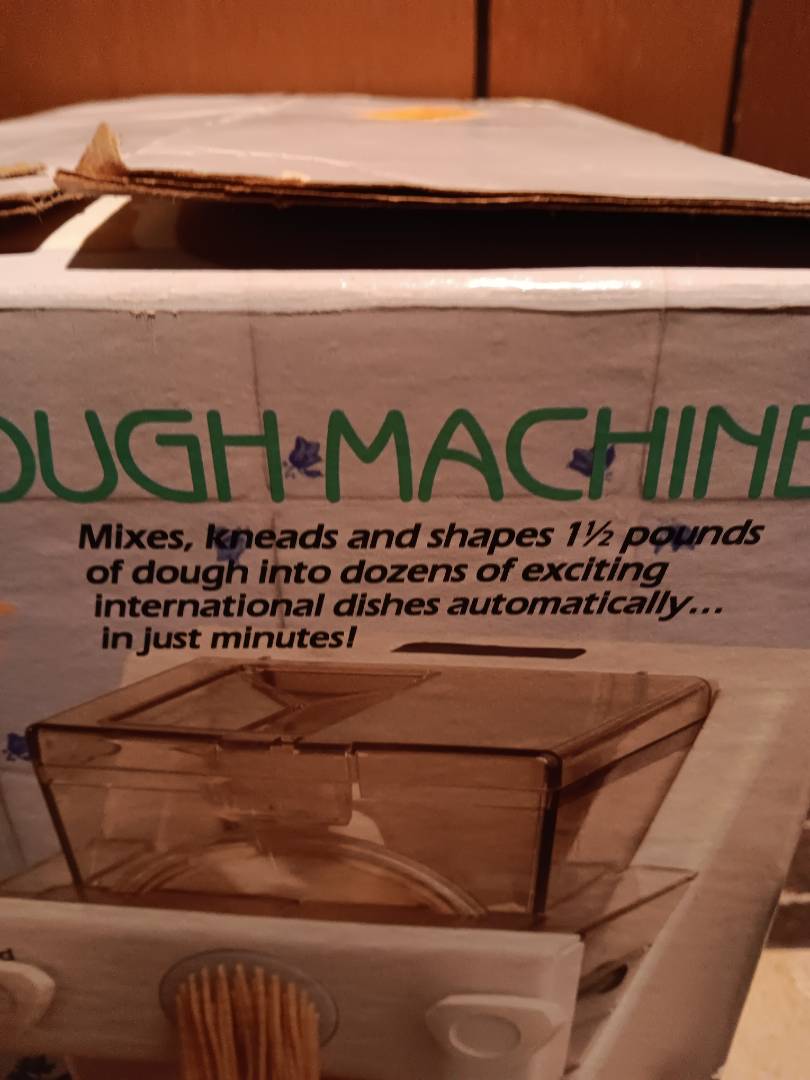 OUGH MACHINE
Mixes, kneads and shapes 1½ pounds
of dough into dozens of exciting
international dishes automatically...
in just minutes!